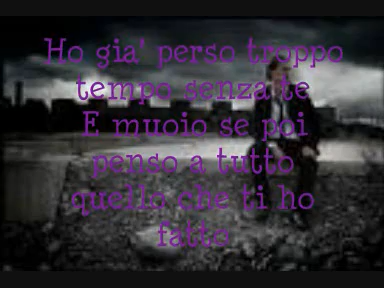 Ho gia' perso troppo
tempo senza te
E muoio se poi
penso a tutto
quello che ti ho
fatto